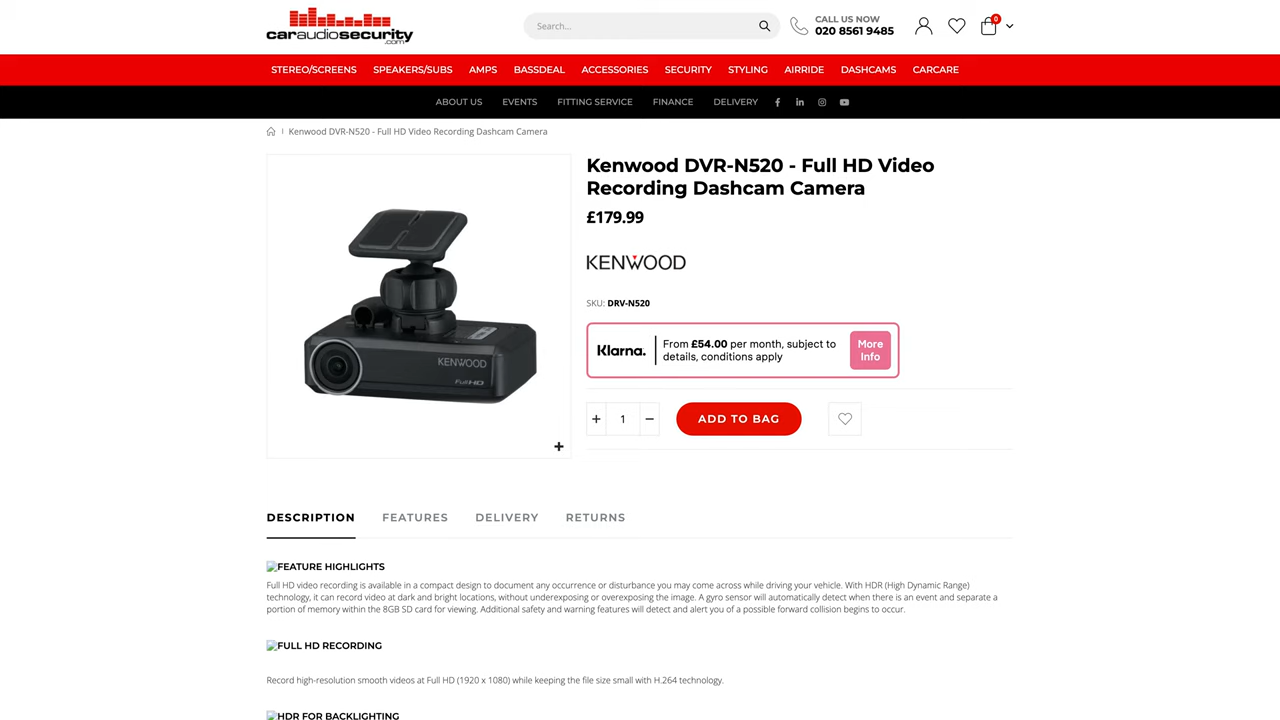 caraudiosecurity
.com
Search...
CALL US NOW
020 8561 9485
0
STEREO/SCREENS SPEAKERS/SUBS AMPS BASSDEAL ACCESSORIES SECURITY STYLING AIRRIDE DASHCAMS CARCARE
ABOUT US EVENTS FITTING SERVICE FINANCE DELIVERY
Kenwood DVR-N520 - Full HD Video Recording Dashcam Camera
KENWOOD
Full HD
Kenwood DVR-N520 - Full HD Video
Recording Dashcam Camera
£179.99
KENWOOD
SKU: DRV-N520
Klarna. From £54.00 per month, subject to
details, conditions apply
More
Info
+ 1 − ADD TO BAG
DESCRIPTION FEATURES DELIVERY RETURNS
FEATURE HIGHLIGHTS
Full HD video recording is available in a compact design to document any occurrence or disturbance you may come across while driving your vehicle. With HDR (High Dynamic Range)
technology, it can record video at dark and bright locations, without underexposing or overexposing the image. A gyro sensor will automatically detect when there is an event and separate a
portion of memory within the 8GB SD card for viewing. Additional safety and warning features will detect and alert you of a possible forward collision begins to occur.
FULL HD RECORDING
Record high-resolution smooth videos at Full HD (1920 x 1080) while keeping the file size small with H.264 technology.
HDR FOR BACKLIGHTING